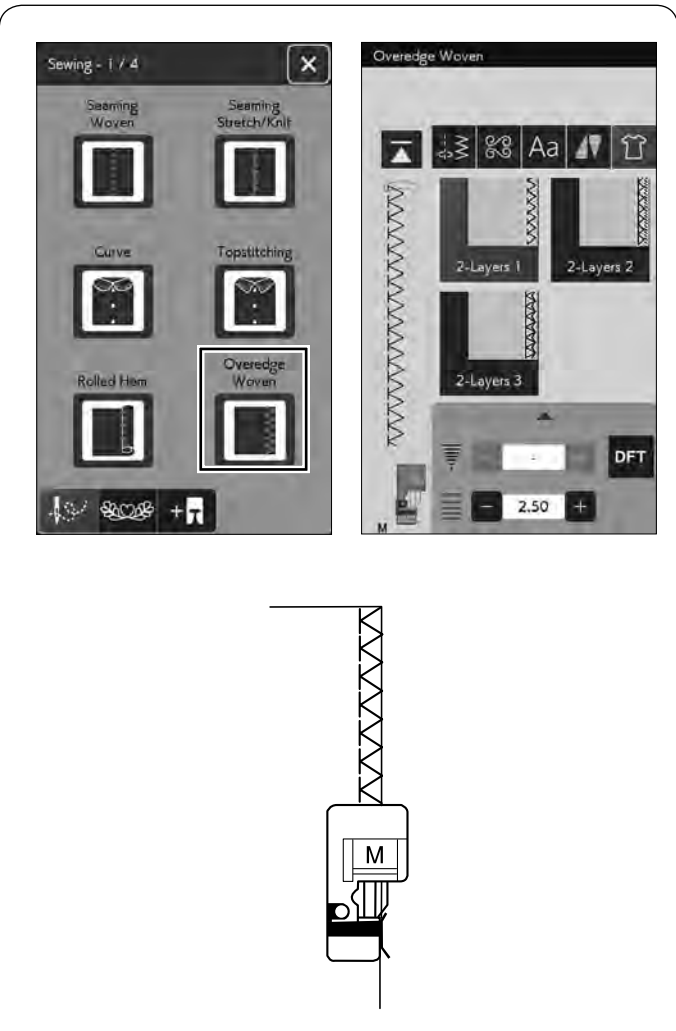 Sewing - 1 / 4
Seaming
Woven
Seaming
Stretch/Knit
Curve
Topstitching
Rolled Hem
Overedge
Woven
Overedge Woven
Aa
2-Layers 1
2-Layers 2
2-Layers 3
DFT
2.50
M
M